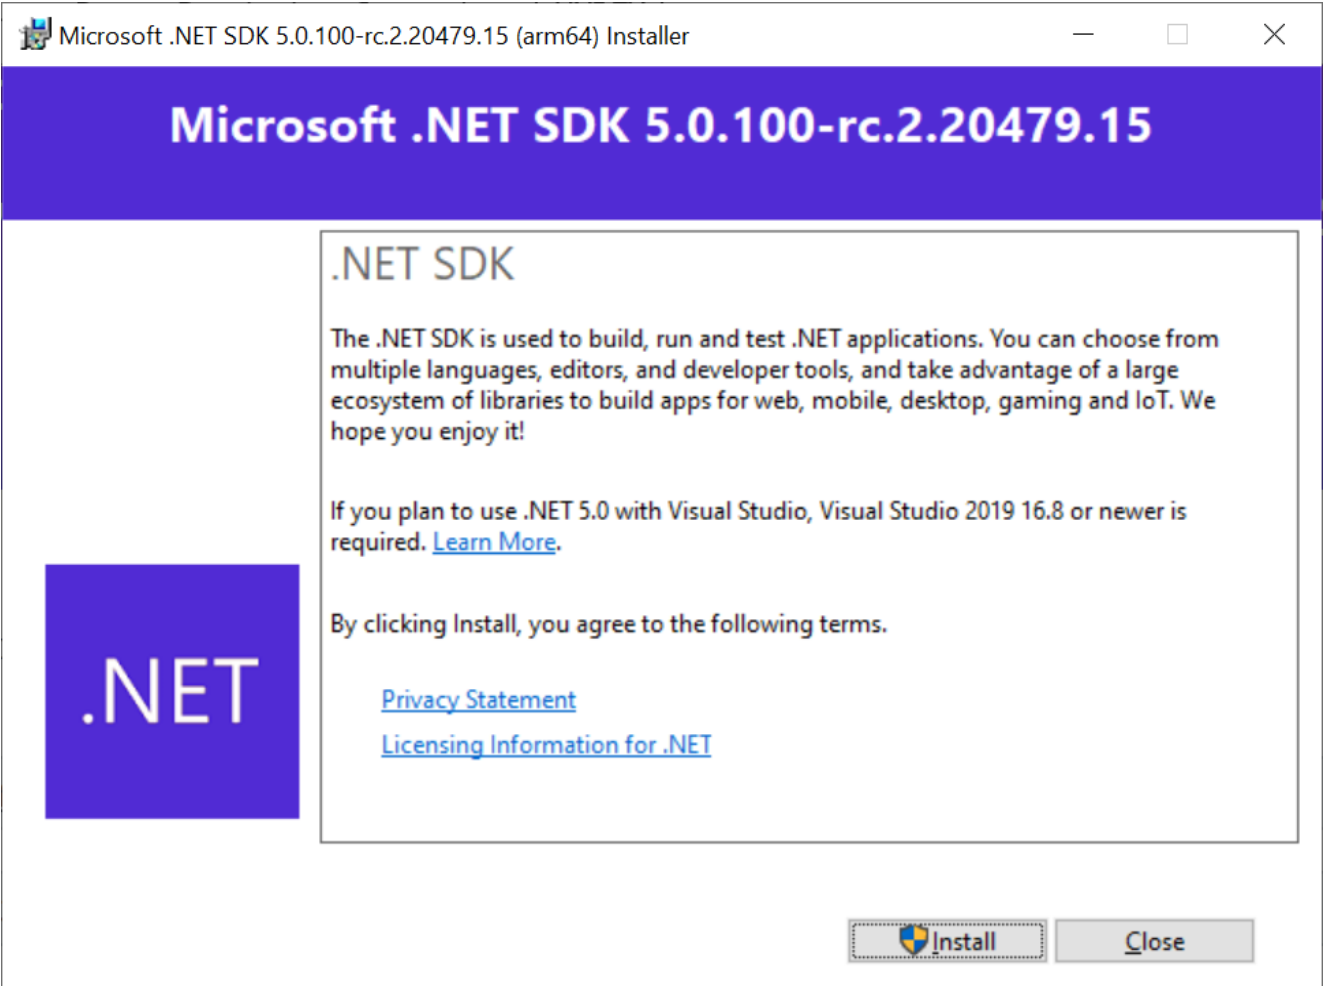 Microsoft .NET SDK 5.0.100-rc.2.20479.15 (arm64) Installer
Microsoft .NET SDK 5.0.100-rc.2.20479.15
.NET SDK
The .NET SDK is used to build, run and test .NET applications. You can choose from
multiple languages, editors, and developer tools, and take advantage of a large
ecosystem of libraries to build apps for web, mobile, desktop, gaming and IoT. We
hope you enjoy it!
If you plan to use .NET 5.0 with Visual Studio, Visual Studio 2019 16.8 or newer is
required. Learn More.
By clicking Install, you agree to the following terms.
Privacy Statement
Licensing Information for .NET
.NET
Install
Close